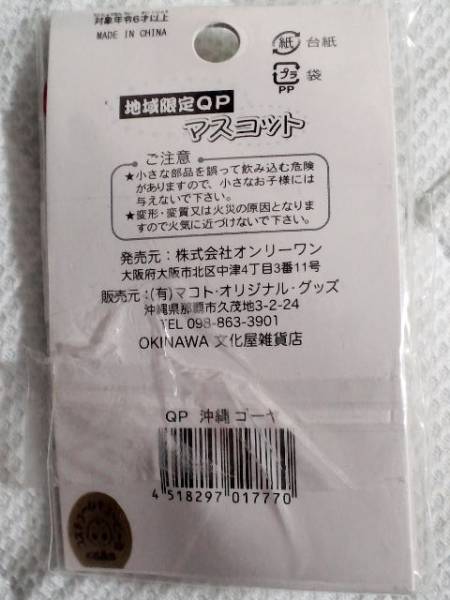 対象年令6才以上
MADE IN CHINA
紙 台紙
プラ 袋
PP
地域限定QP
マスコット
ご注意
★小さな部品を誤って飲み込む危険
がありますので、小さなお子様には
与えないで下さい。
★変形・変質又は火災の原因となりま
すので火気に近づけないで下さい。
発売元：株式会社オンリーワン
大阪府大阪市北区中津4丁目3番11号
販売元：(有)マコト・オリジナル・グッズ
沖縄県那覇市久茂地3-2-24
TEL 098-863-3901
OKINAWA 文化屋雑貨店
QP 沖縄 ゴーヤ
4 518297 017770